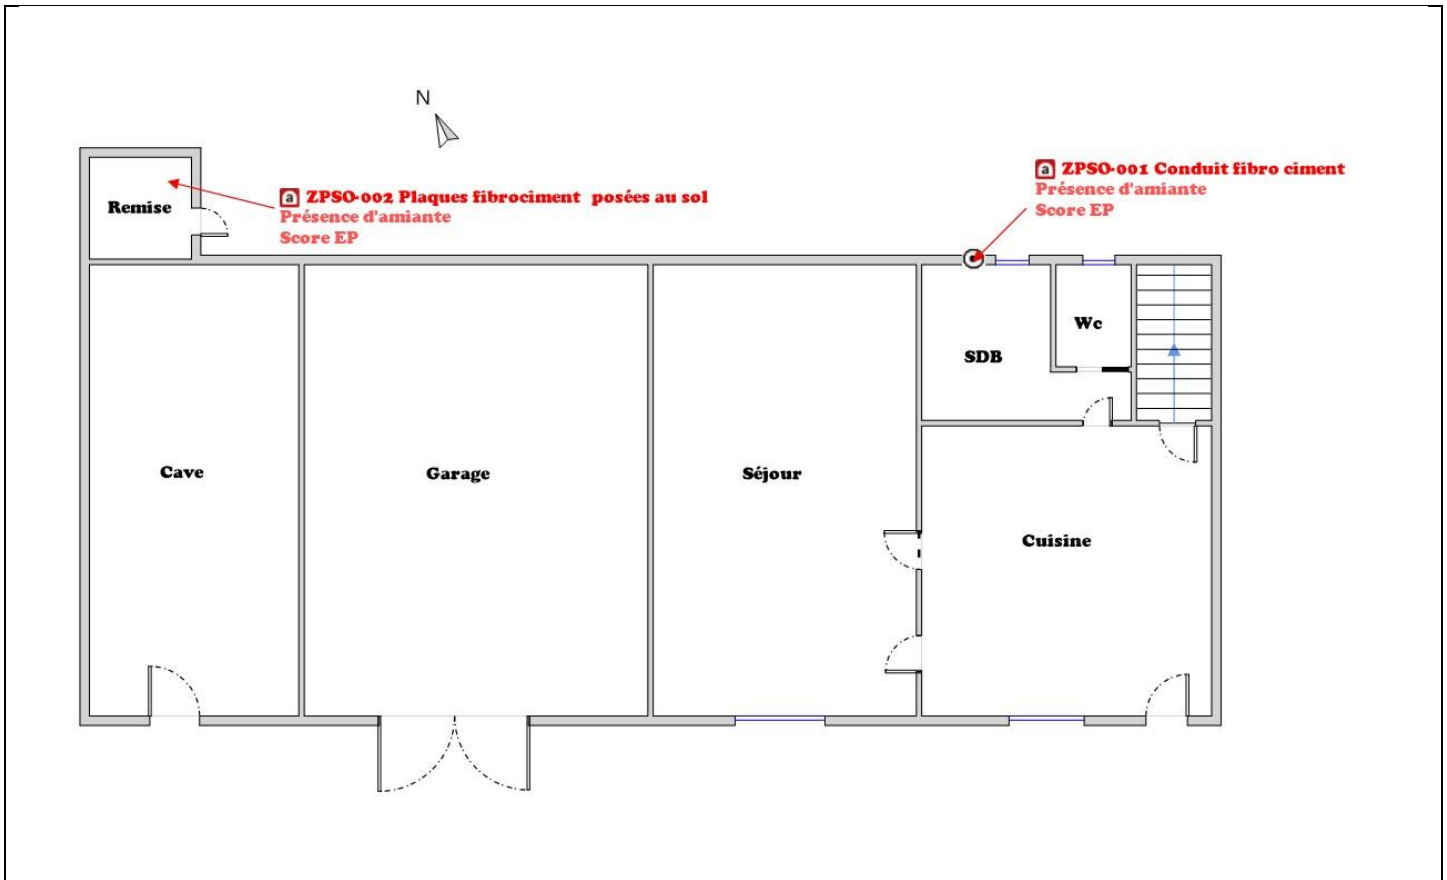 N
a ZPSO-001 Conduit fibro ciment
Présence d'amiante
Score EP
a ZPSO-002 Plaques fibrociment posées au sol
Présence d'amiante
Score EP
Remise
Wc
SDB
Cave
Garage
Séjour
Cuisine